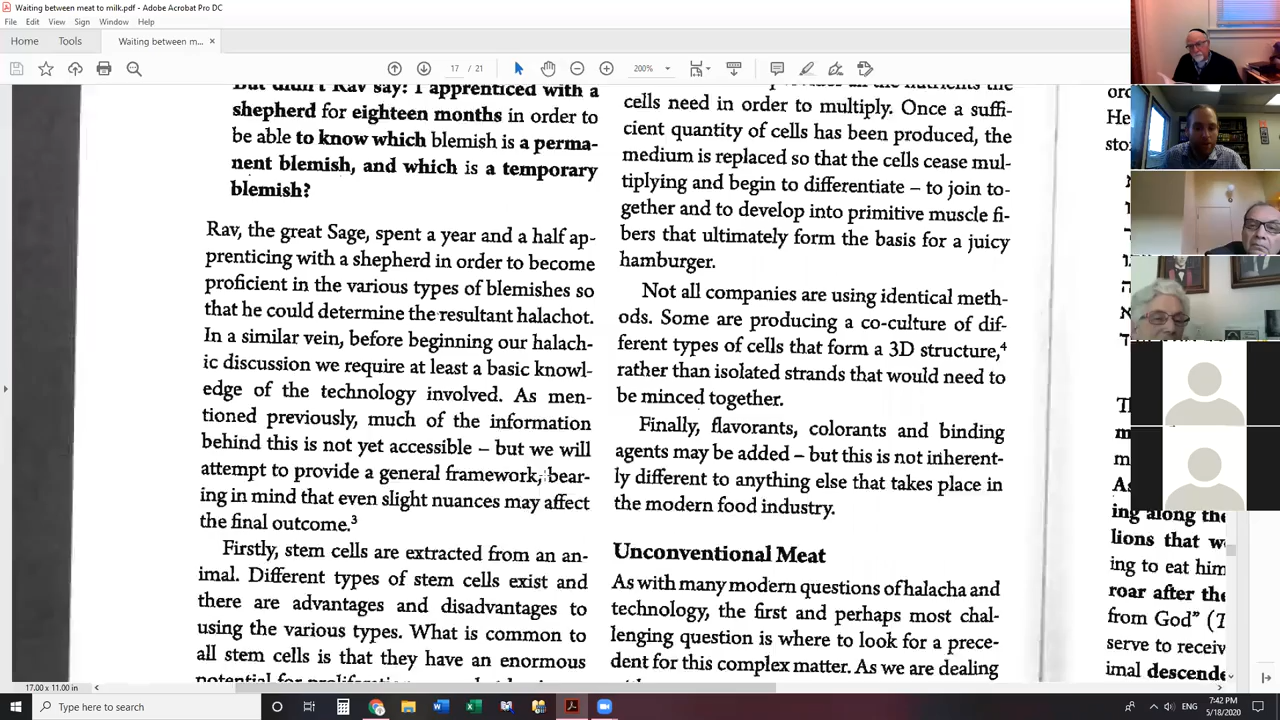 Waiting between meat to milk.pdf - Adobe Acrobat Pro DC
File Edit View Sign Window Help
Home Tools Waiting between m... ×
17 / 21 200%
But didn't Rav say: I apprenticed with a
shepherd for eighteen months in order to
be able to know which blemish is a perma-
nent blemish, and which is a temporary
blemish?
Rav, the great Sage, spent a year and a half ap-
prenticing with a shepherd in order to become
proficient in the various types of blemishes so
that he could determine the resultant halachot.
In a similar vein, before beginning our halach-
ic discussion we require at least a basic knowl-
edge of the technology involved. As men-
tioned previously, much of the information
behind this is not yet accessible – but we will
attempt to provide a general framework, bear-
ing in mind that even slight nuances may affect
the final outcome.³
Firstly, stem cells are extracted from an an-
imal. Different types of stem cells exist and
there are advantages and disadvantages to
using the various types. What is common to
all stem cells is that they have an enormous
potential for
all the nutrients the
cells need in order to multiply. Once a suffi-
cient quantity of cells has been produced, the
medium is replaced so that the cells cease mul-
tiplying and begin to differentiate – to join to-
gether and to develop into primitive muscle fi-
bers that ultimately form the basis for a juicy
hamburger.
Not all companies are using identical meth-
ods. Some are producing a co-culture of dif-
ferent types of cells that form a 3D structure,⁴
rather than isolated strands that would need to
be minced together.
Finally, flavorants, colorants and binding
agents may be added – but this is not inherent-
ly different to anything else that takes place in
the modern food industry.
Unconventional Meat
As with many modern questions of halacha and
technology, the first and perhaps most chal-
lenging question is where to look for a prece-
dent for this complex matter. As we are dealing
ing along the
lions that w
ing to eat him
roar after the
from God" (T
serve to receiv
imal descende
17.00 x 11.00 in
Type here to search
ENG
7:42 PM
5/18/2020